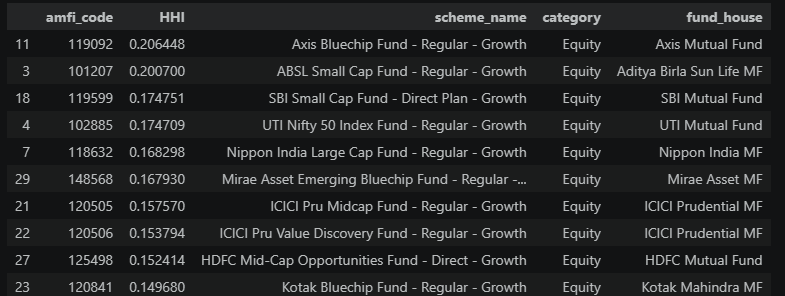 amfi_code HHI scheme_name category fund_house
11 119092 0.206448 Axis Bluechip Fund - Regular - Growth Equity Axis Mutual Fund
3 101207 0.200700 ABSL Small Cap Fund - Regular - Growth Equity Aditya Birla Sun Life MF
18 119599 0.174751 SBI Small Cap Fund - Direct Plan - Growth Equity SBI Mutual Fund
4 102885 0.174709 UTI Nifty 50 Index Fund - Regular - Growth Equity UTI Mutual Fund
7 118632 0.168298 Nippon India Large Cap Fund - Regular - Growth Equity Nippon India MF
29 148568 0.167930 Mirae Asset Emerging Bluechip Fund - Regular -... Equity Mirae Asset MF
21 120505 0.157570 ICICI Pru Midcap Fund - Regular - Growth Equity ICICI Prudential MF
22 120506 0.153794 ICICI Pru Value Discovery Fund - Regular - Growth Equity ICICI Prudential MF
27 125498 0.152414 HDFC Mid-Cap Opportunities Fund - Direct - Growth Equity HDFC Mutual Fund
23 120841 0.149680 Kotak Bluechip Fund - Regular - Growth Equity Kotak Mahindra MF